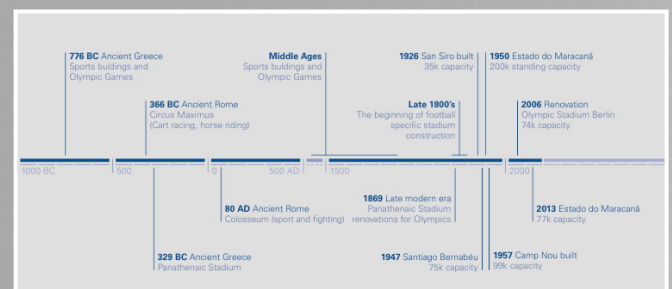 776 BC Ancient Greece
Sports buldings and
Olympic Games
Middle Ages
Sports buldings and
Olympic Games
1926 San Siro built
35k capacity
1950 Estado do Maracanã
200k standing capacity
366 BC Ancient Rome
Circus Maximus
(Cart racing, horse riding)
Late 1800's
The beginning of football
specific stadium
construction
2006 Renovation
Olympic Stadium Berlin
74k capacity
1000 BC
500
0
500 AD
1500
2000
80 AD Ancient Rome
Colosseum (sport and fighting)
1869 Late modern era
Panathenaic Stadium
renovations for Olympics
2013 Estado do Maracanã
77k capacity
329 BC Ancient Greece
Panathenaic Stadium
1947 Santiago Bernabéu
75k capacity
1957 Camp Nou built
99k capacity